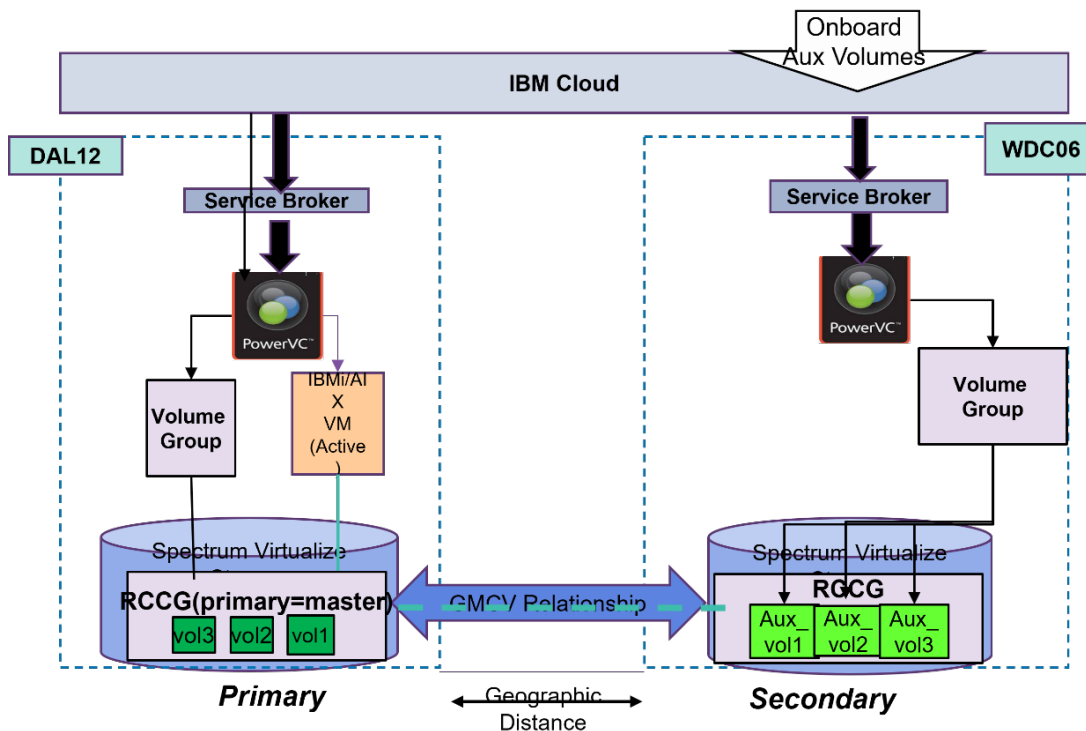 Onboard
Aux Volumes
IBM Cloud
DAL12
WDC06
Service Broker
Service Broker
PowerVC™
PowerVC™
Volume
Group
IBMi/AI
X
VM
(Active
)
Volume
Group
Spectrum Virtualize
RCCG(primary=master)
vol3
vol2
vol1
GMCV Relationship
Spectrum Virtualize
RCCG
Aux_
vol1
Aux_
vol2
Aux_
vol3
Primary
Geographic
Distance
Secondary